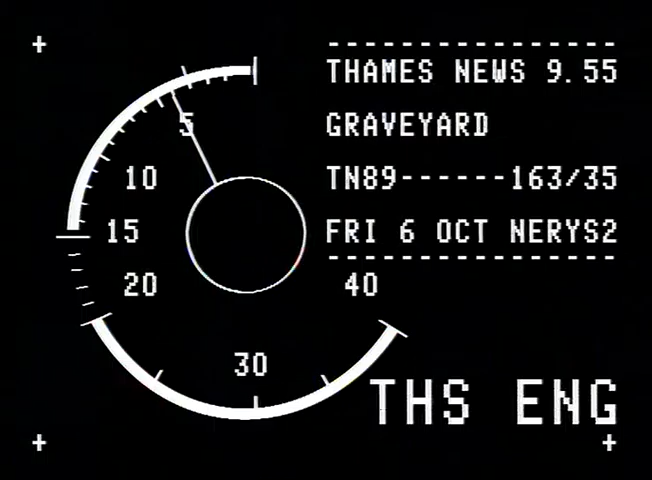 THAMES NEWS 9.55
GRAVEYARD
TN89------163/35
FRI 6 OCT NERYS2
5
10
15
20
30
40
THS ENG